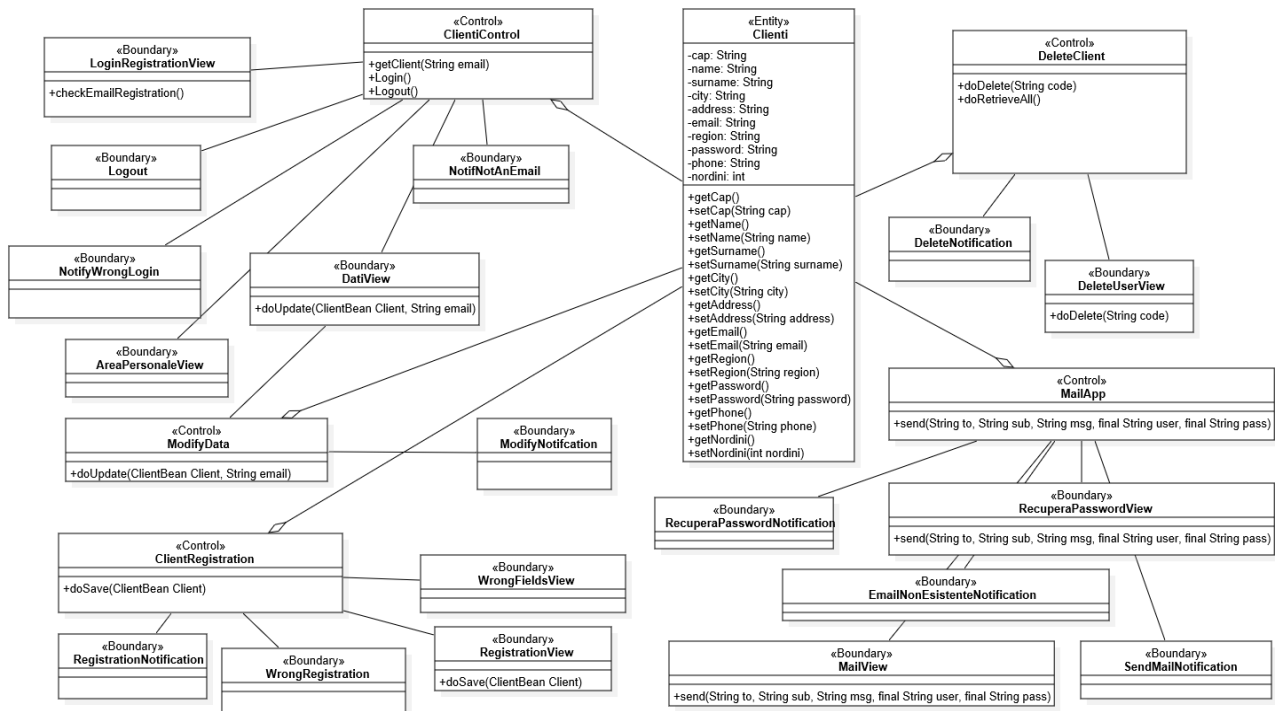 «Boundary»
LoginRegistrationView
+checkEmailRegistration()
«Control»
ClientiControl
+getClient(String email)
+Login()
+Logout()
«Entity»
Clienti
-cap: String
-name: String
-surname: String
-city: String
-address: String
-email: String
-region: String
-password: String
-phone: String
-nordini: int
+getCap()
+setCap(String cap)
+getName()
+setName(String name)
+getSurname()
+setSurname(String surname)
+getCity()
+setCity(String city)
+getAddress()
+setAddress(String address)
+getEmail()
+setEmail(String email)
+getRegion()
+setRegion(String region)
+getPassword()
+setPassword(String password)
+getPhone()
+setPhone(String phone)
+getNordini()
+setNordini(int nordini)
«Control»
DeleteClient
+doDelete(String code)
+doRetrieveAll()
«Boundary»
Logout
«Boundary»
NotifNotAnEmail
«Boundary»
DeleteNotification
«Boundary»
NotifyWrongLogin
«Boundary»
DatiView
+doUpdate(ClientBean Client, String email)
«Boundary»
DeleteUserView
+doDelete(String code)
«Boundary»
AreaPersonaleView
«Control»
MailApp
+send(String to, String sub, String msg, final String user, final String pass)
«Control»
ModifyData
+doUpdate(ClientBean Client, String email)
«Boundary»
ModifyNotifcation
«Boundary»
RecuperaPasswordNotification
«Boundary»
RecuperaPasswordView
+send(String to, String sub, String msg, final String user, final String pass)
«Control»
ClientRegistration
+doSave(ClientBean Client)
«Boundary»
WrongFieldsView
«Boundary»
EmailNonEsistenteNotification
«Boundary»
RegistrationNotification
«Boundary»
WrongRegistration
«Boundary»
RegistrationView
+doSave(ClientBean Client)
«Boundary»
MailView
+send(String to, String sub, String msg, final String user, final String pass)
«Boundary»
SendMailNotification